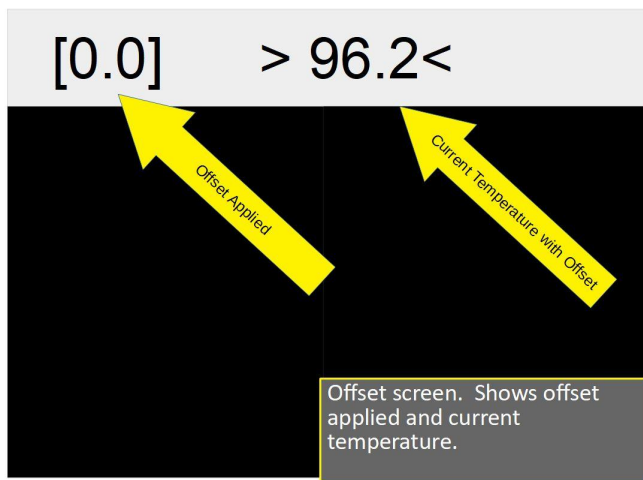 [0.0] > 96.2<
Offset Applied
Current Temperature with Offset
Offset screen. Shows offset
applied and current
temperature.